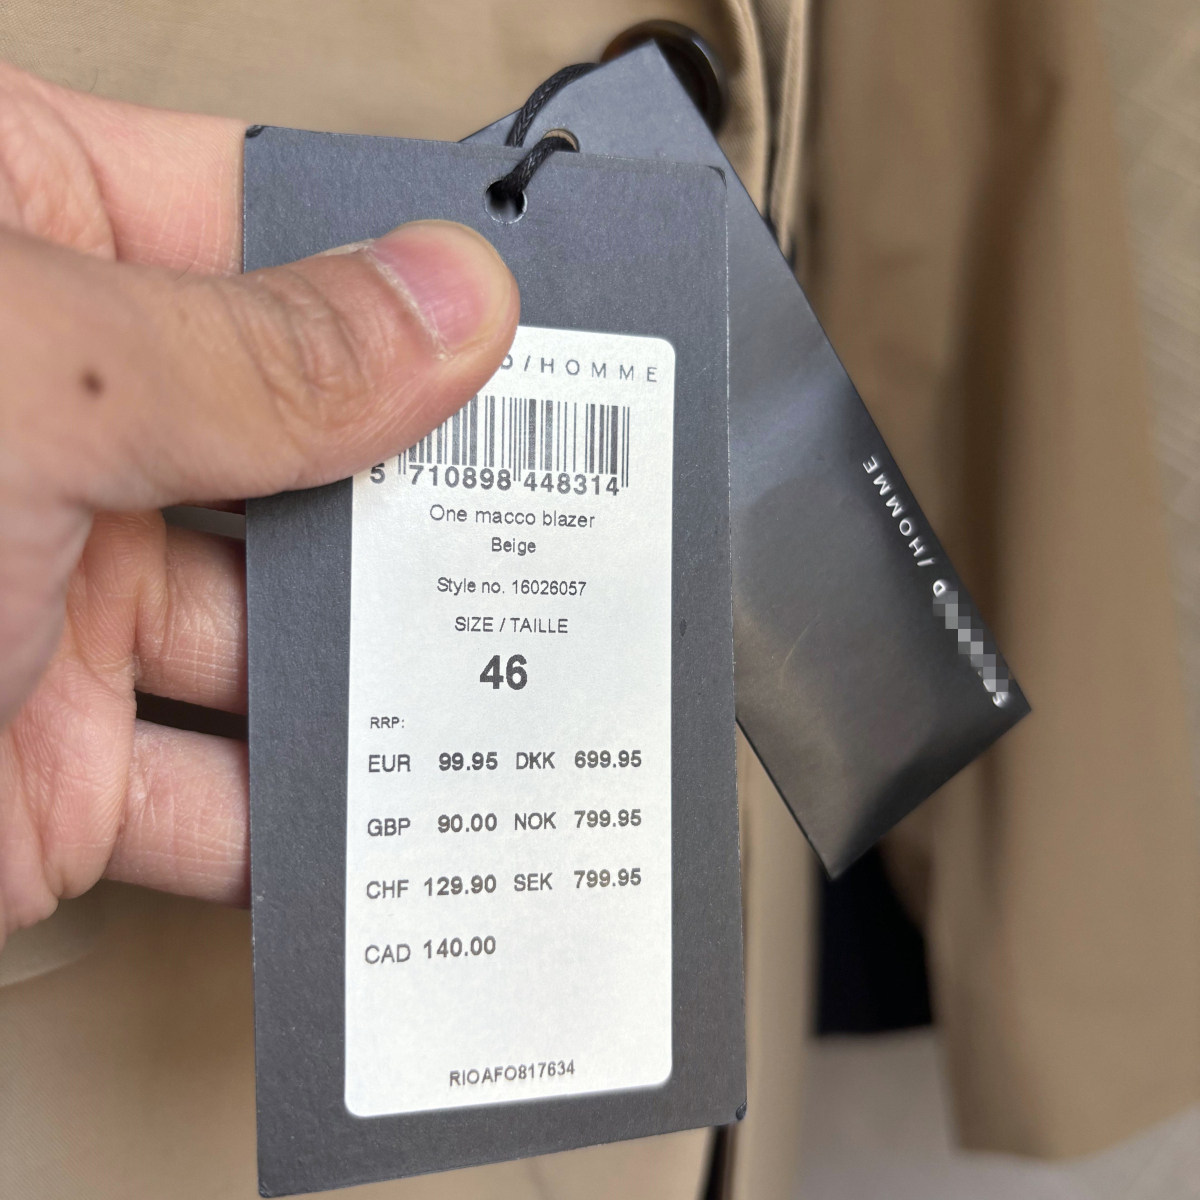 D/HOMME
5 710898 448314
One macco blazer
Beige
Style no. 16026057
SIZE / TAILLE
46
RRP:
EUR 99.95 DKK 699.95
GBP 90.00 NOK 799.95
CHF 129.90 SEK 799.95
CAD 140.00
RIOAFO817634
D /HOMME